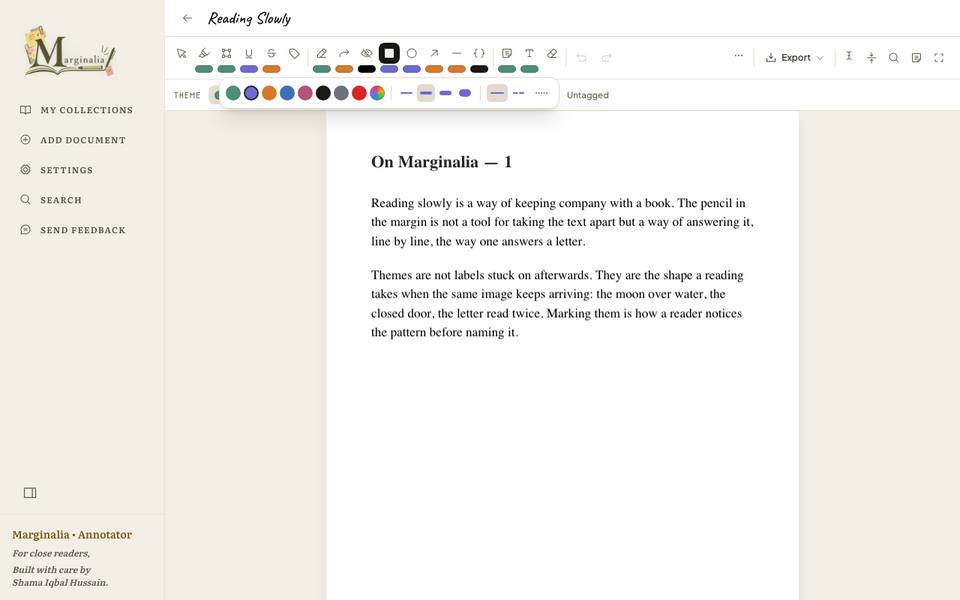 Marginalia
MY COLLECTIONS
ADD DOCUMENT
SETTINGS
SEARCH
SEND FEEDBACK
Marginalia • Annotator
For close readers,
Built with care by
Shama Iqbal Hussain.
Reading Slowly
Export
THEME
Untagged
On Marginalia — 1
Reading slowly is a way of keeping company with a book. The pencil in
the margin is not a tool for taking the text apart but a way of answering it,
line by line, the way one answers a letter.
Themes are not labels stuck on afterwards. They are the shape a reading
takes when the same image keeps arriving: the moon over water, the
closed door, the letter read twice. Marking them is how a reader notices
the pattern before naming it.